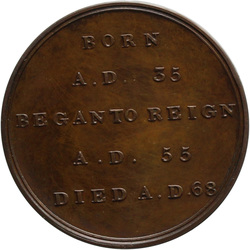 BORN
A.D. 35
BEGAN TO REIGN
A.D. 55
DIED A.D.68